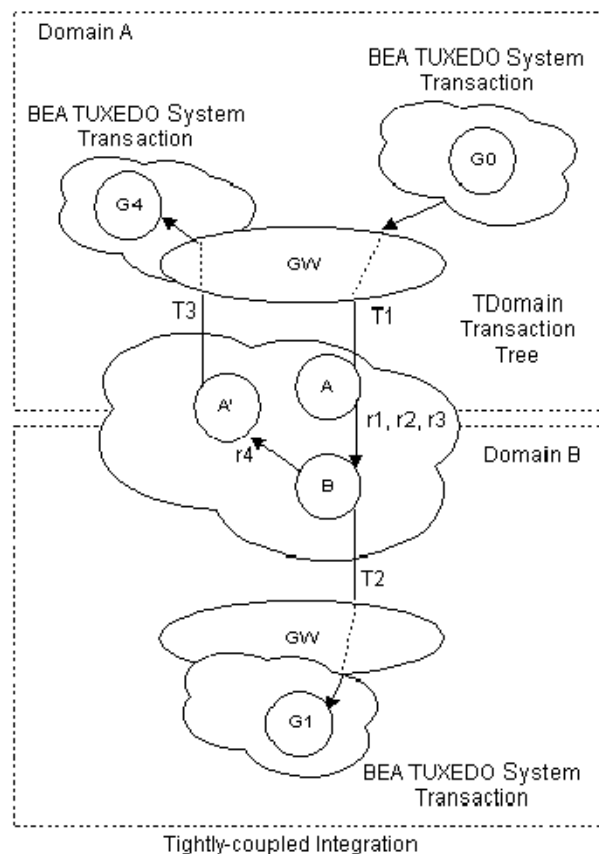 Domain A
BEA TUXEDO System
Transaction
BEA TUXEDO System
Transaction
G0
G4
GW
T3
T1
TDomain
Transaction
Tree
A
A'
r1, r2, r3
r4
B
Domain B
T2
GW
G1
BEA TUXEDO System
Transaction
Tightly-coupled Integration